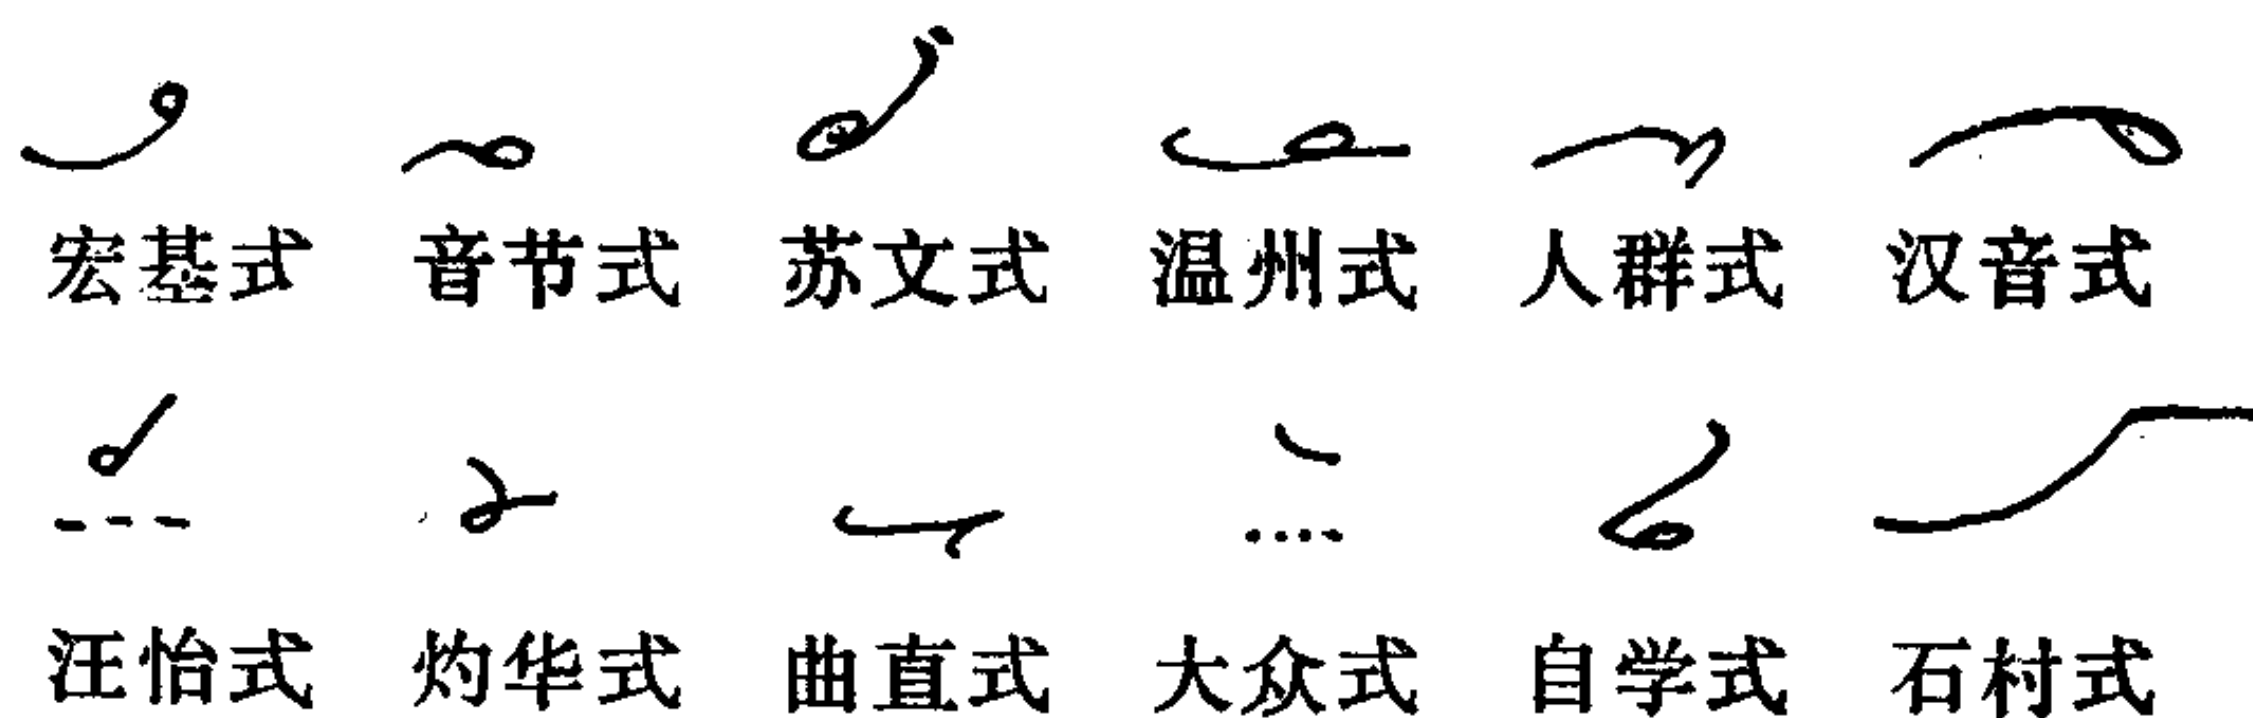 宏基式 音节式 苏文式 温州式 人群式 汉音式
汪怡式 灼华式 曲直式 大众式 自学式 石村式